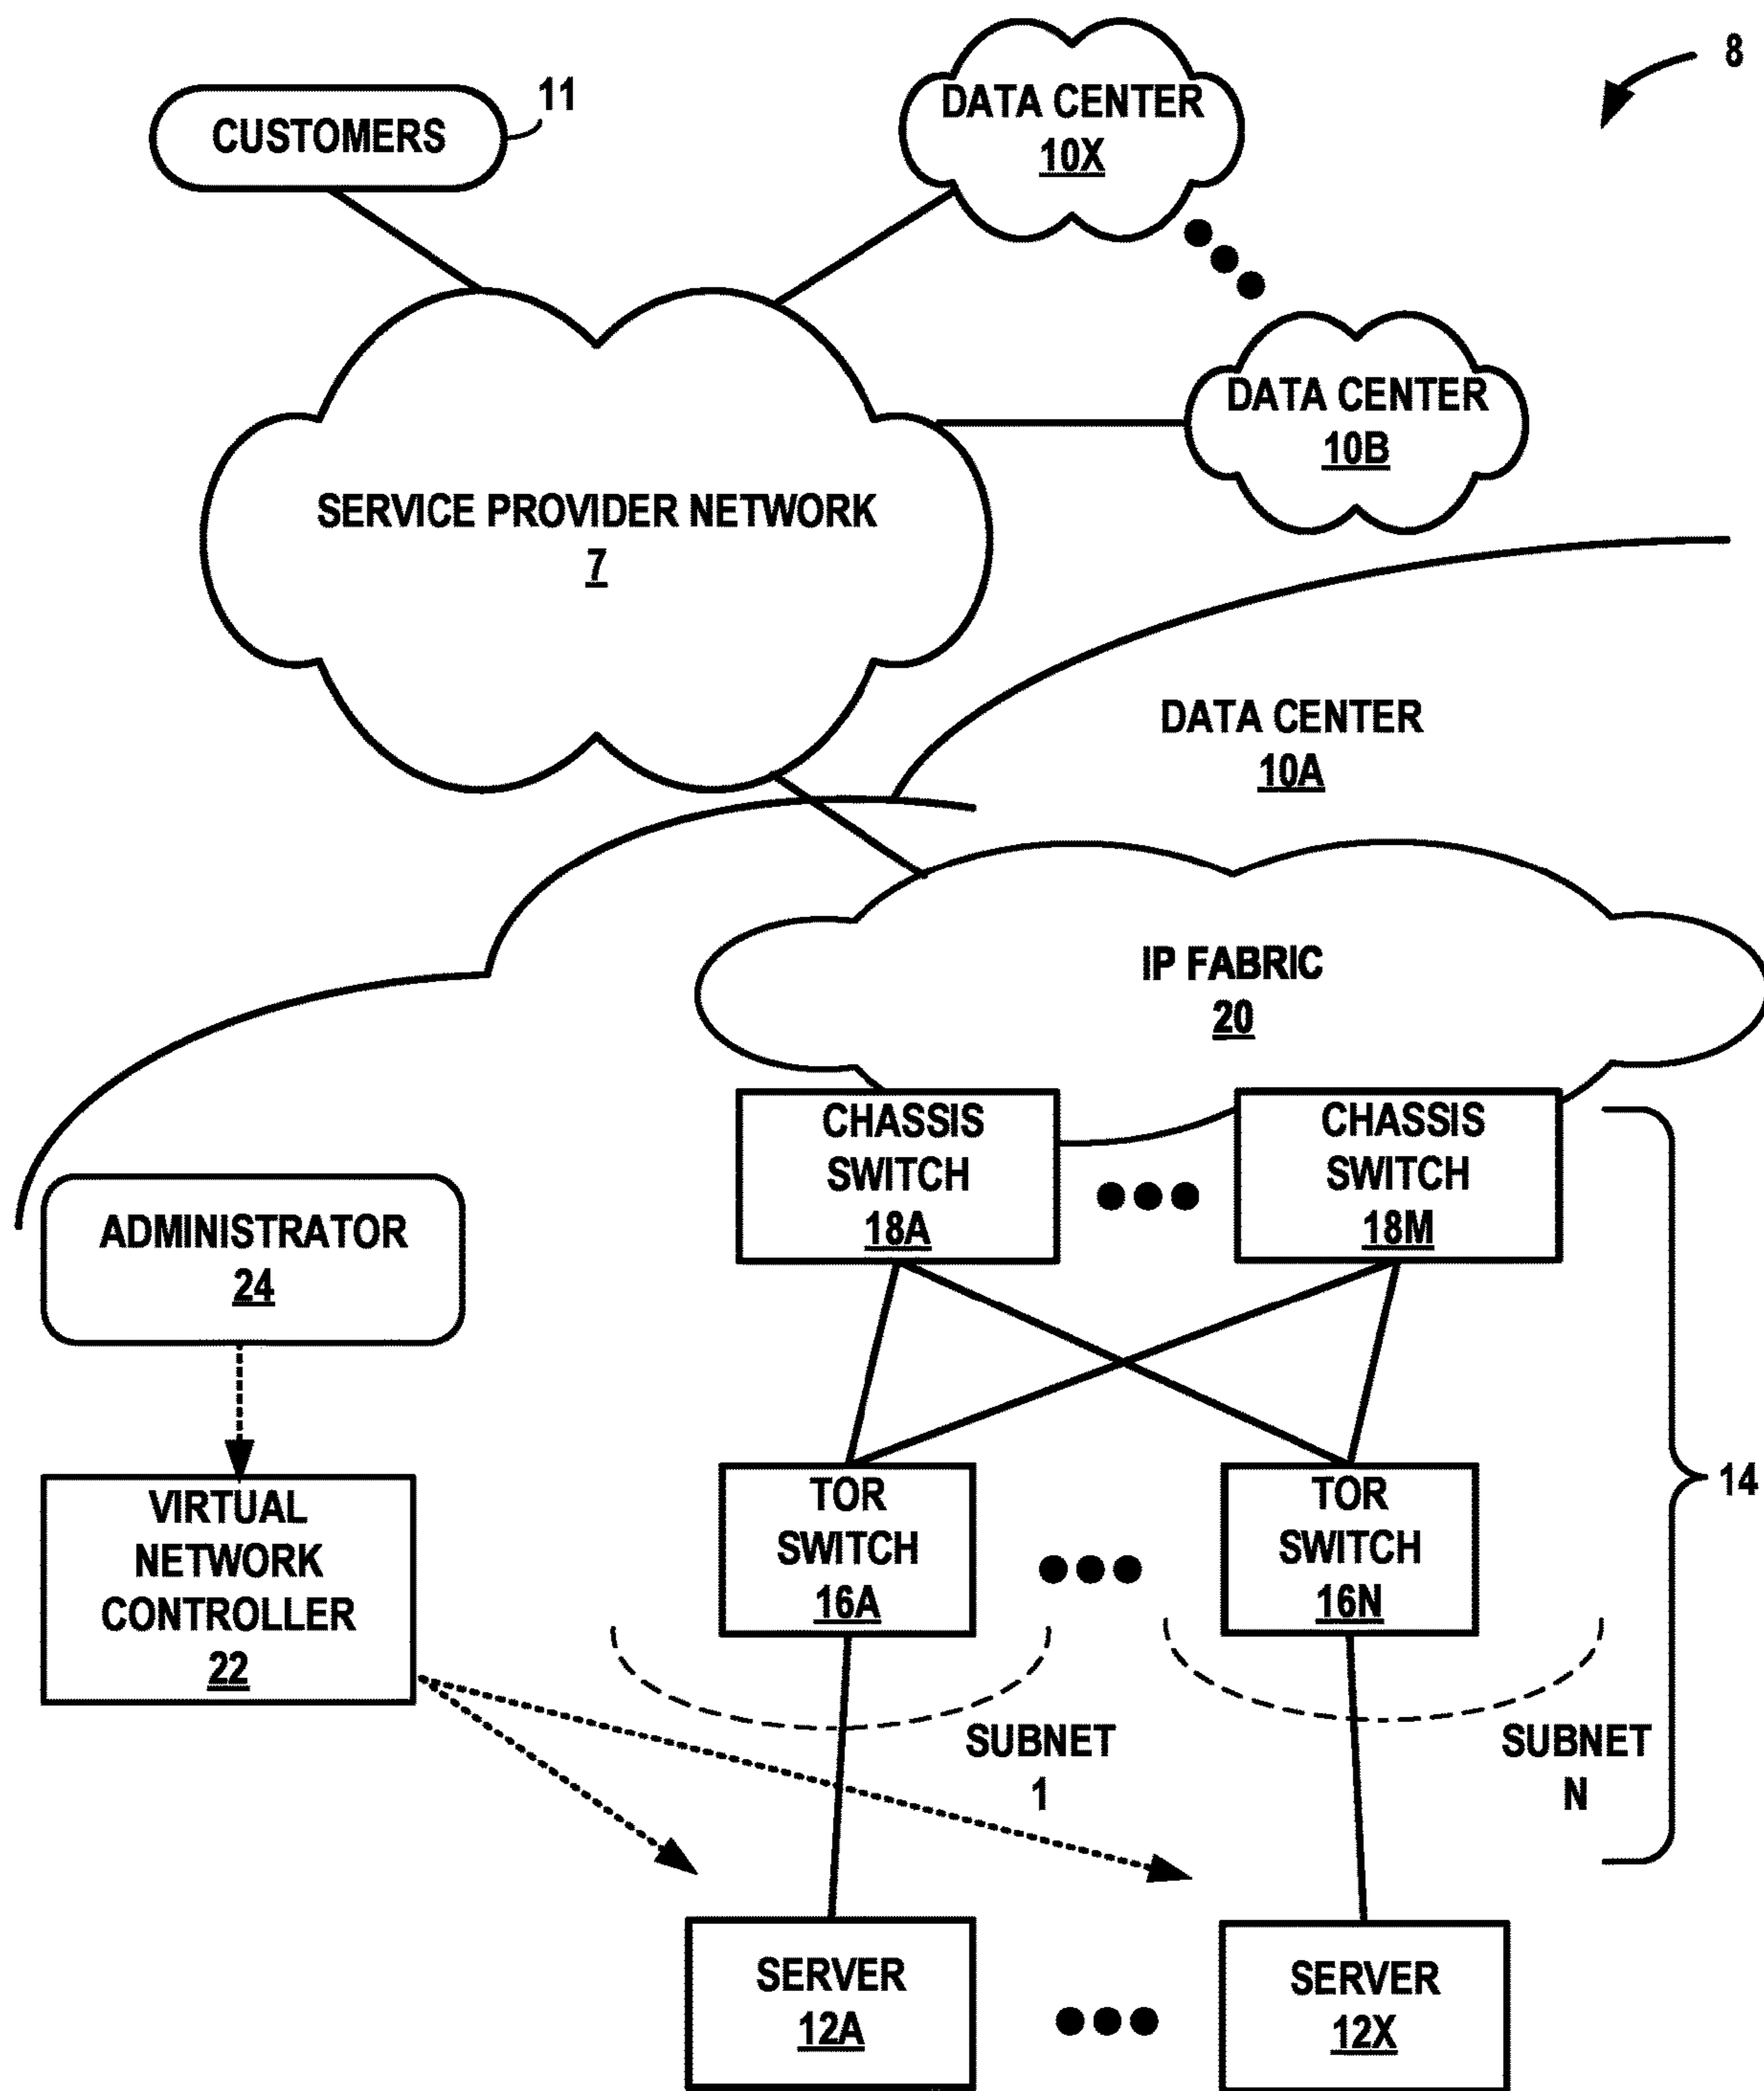 8
CUSTOMERS
11
DATA CENTER
10X
DATA CENTER
10B
SERVICE PROVIDER NETWORK
7
DATA CENTER
10A
IP FABRIC
20
CHASSIS
SWITCH
18A
CHASSIS
SWITCH
18M
ADMINISTRATOR
24
VIRTUAL
NETWORK
CONTROLLER
22
TOR
SWITCH
16A
TOR
SWITCH
16N
14
SUBNET
1
SUBNET
N
SERVER
12A
SERVER
12X